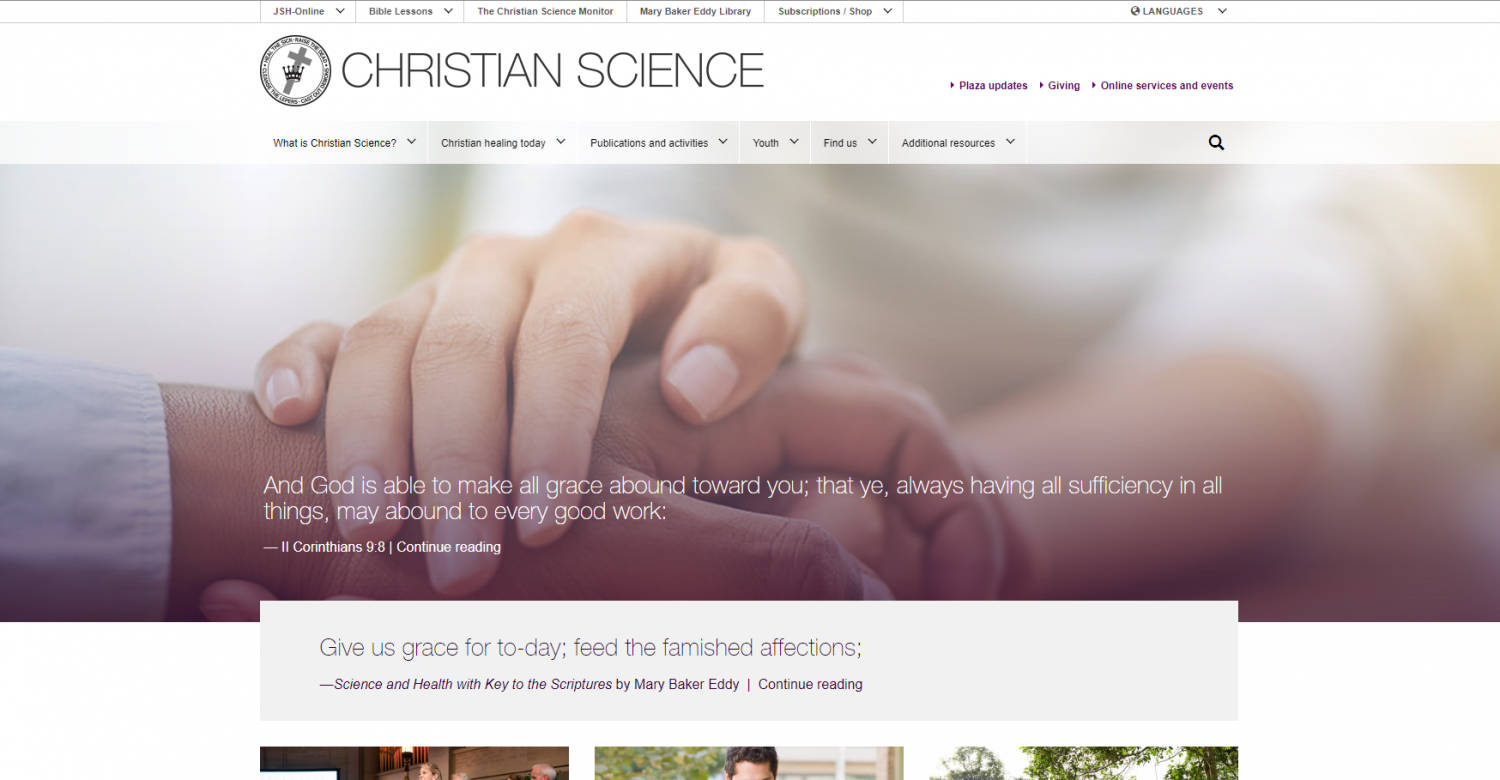 JSH-Online
Bible Lessons
The Christian Science Monitor
Mary Baker Eddy Library
Subscriptions / Shop
LANGUAGES
HEAL THE SICK · RAISE THE DEAD · CLEANSE THE LEPERS · CAST OUT DEMONS
CHRISTIAN SCIENCE
Plaza updates
Giving
Online services and events
What is Christian Science?
Christian healing today
Publications and activities
Youth
Find us
Additional resources
And God is able to make all grace abound toward you; that ye, always having all sufficiency in all
things, may abound to every good work:
— II Corinthians 9:8 | Continue reading
Give us grace for to-day; feed the famished affections;
—Science and Health with Key to the Scriptures by Mary Baker Eddy | Continue reading